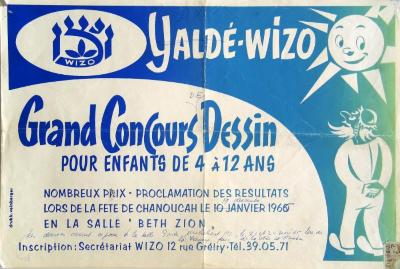 WIZO
YALDÉ-WIZO
DE
Grand Concours Dessin
POUR ENFANTS DE 4 à 12 ANS
NOMBREUX PRIX - PROCLAMATION DES RESULTATS
LORS DE LA FETE DE CHANOUCAH LE 10 JANVIER 1960
EN LA SALLE "BETH ZION"
Inscription: Secrétariat WIZO 12 rue Grétry-Tél.39.05.71